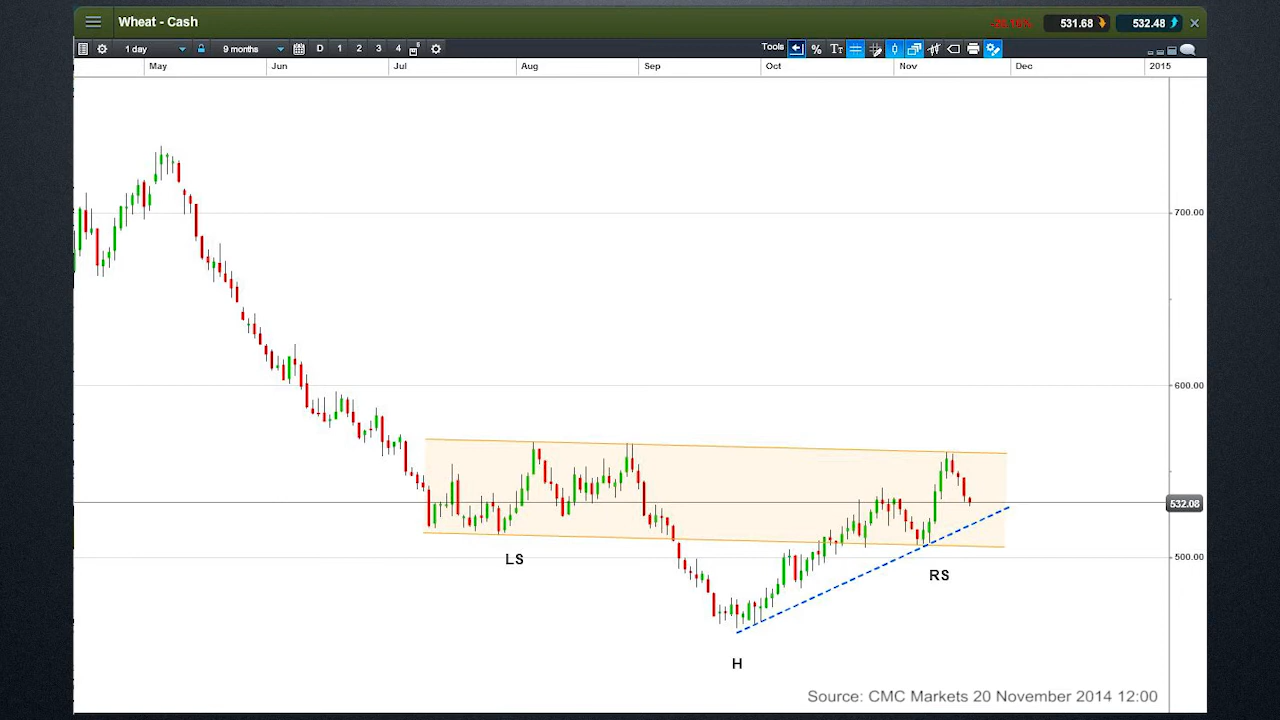 Wheat - Cash
531.68
532.48
1 day
9 months
D 1 2 3 4
Tools
May Jun Jul Aug Sep Oct Nov Dec 2015
700.00
600.00
532.08
500.00
LS
RS
H
Source: CMC Markets 20 November 2014 12:00